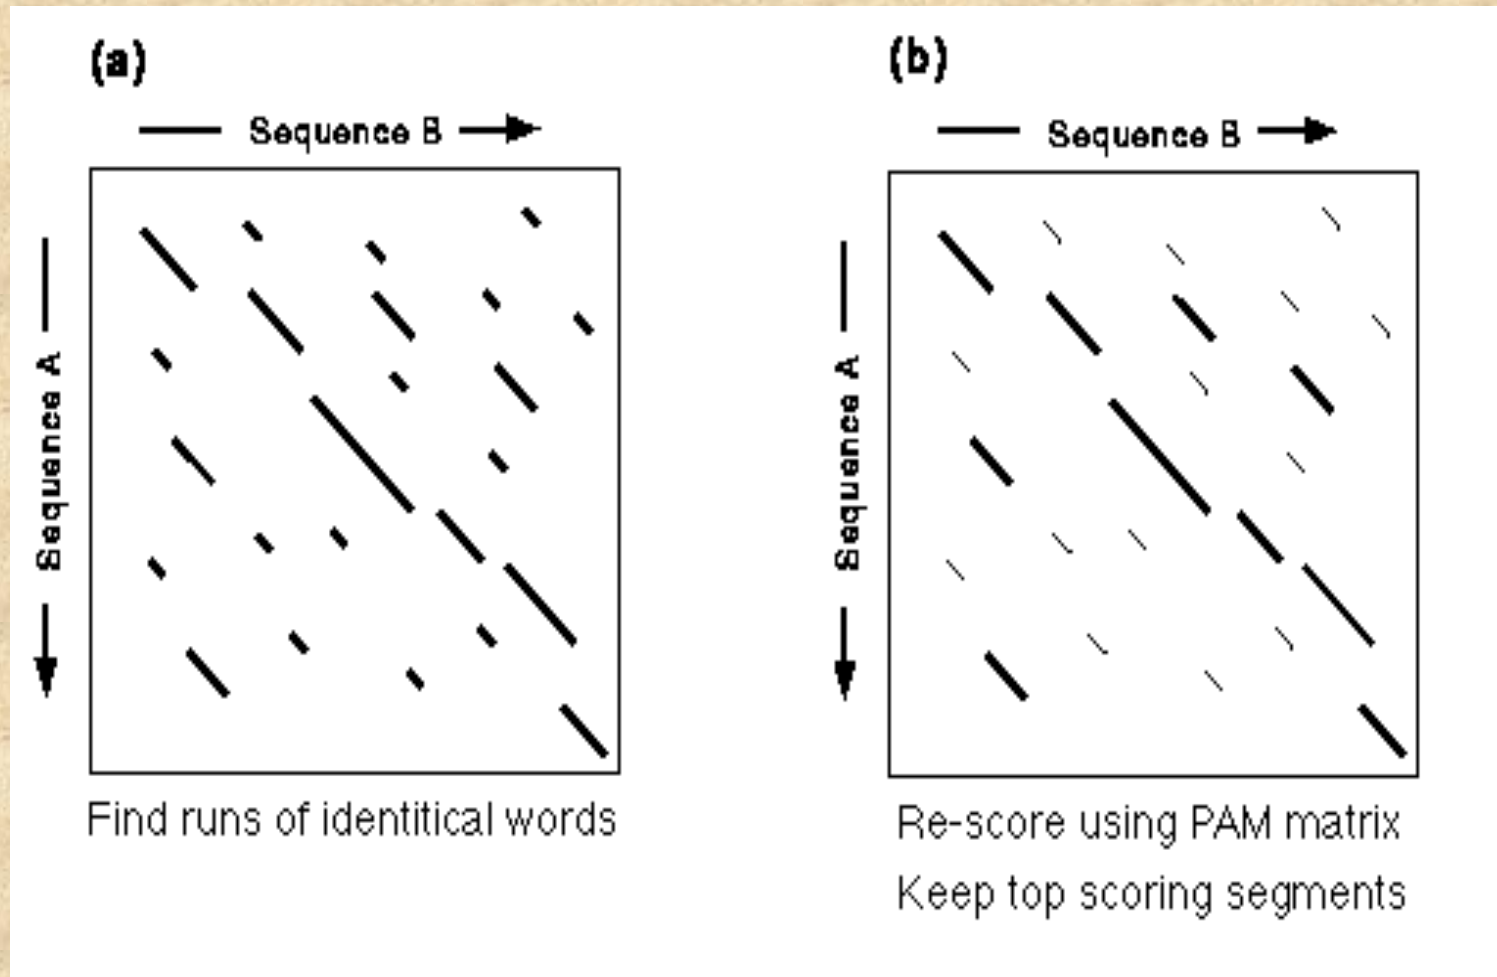 (a)
Sequence B
Sequence A
Find runs of identitical words
(b)
Sequence B
Sequence A
Re-score using PAM matrix
Keep top scoring segments